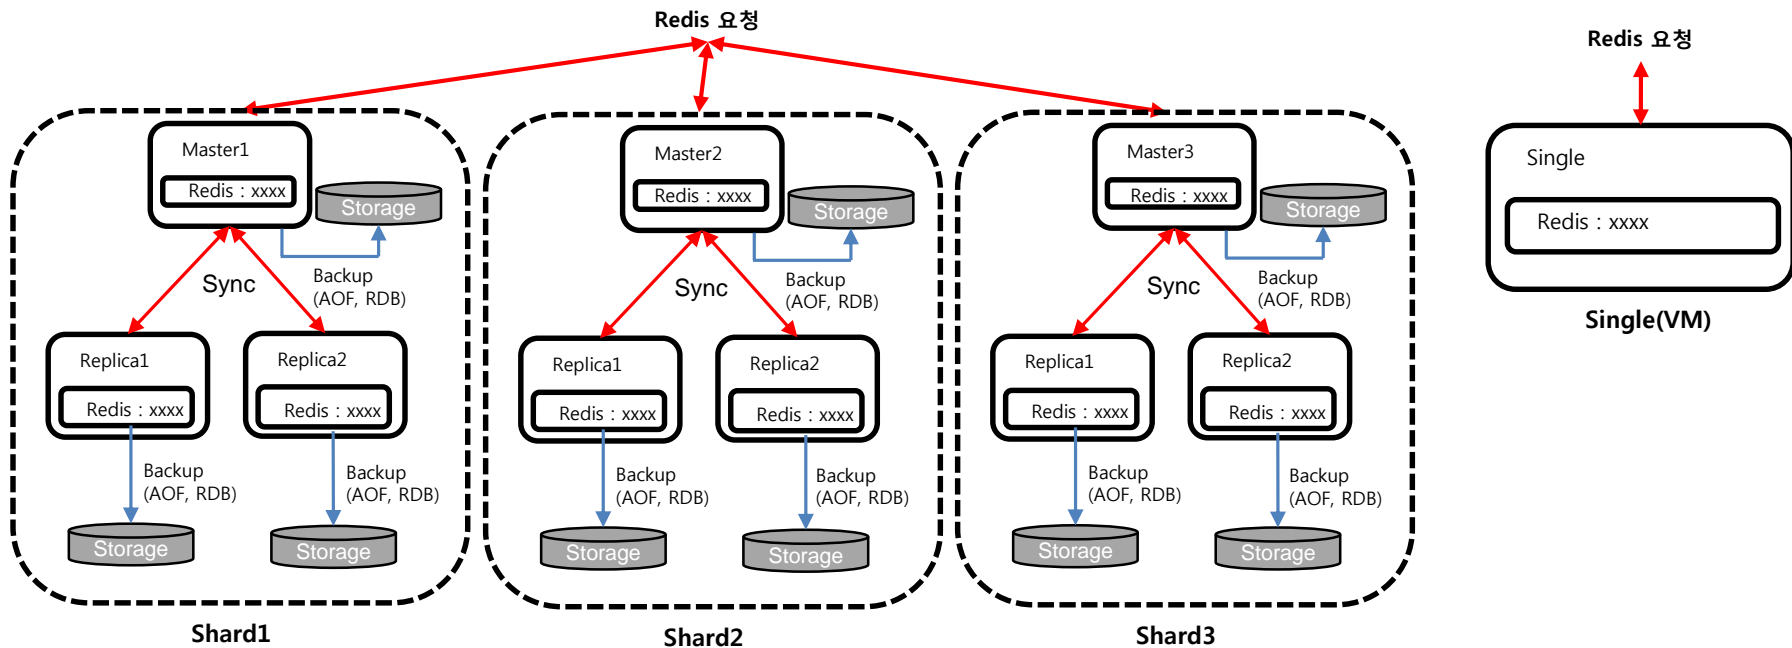 Redis 요청
Master1
Redis : xxxx
Storage
Sync
Backup
(AOF, RDB)
Replica1
Redis : xxxx
Replica2
Redis : xxxx
Backup
(AOF, RDB)
Backup
(AOF, RDB)
Storage
Storage
Shard1
Master2
Redis : xxxx
Storage
Sync
Backup
(AOF, RDB)
Replica1
Redis : xxxx
Replica2
Redis : xxxx
Backup
(AOF, RDB)
Backup
(AOF, RDB)
Storage
Storage
Shard2
Master3
Redis : xxxx
Storage
Sync
Backup
(AOF, RDB)
Replica1
Redis : xxxx
Replica2
Redis : xxxx
Backup
(AOF, RDB)
Backup
(AOF, RDB)
Storage
Storage
Shard3
Redis 요청
Single
Redis : xxxx
Single(VM)